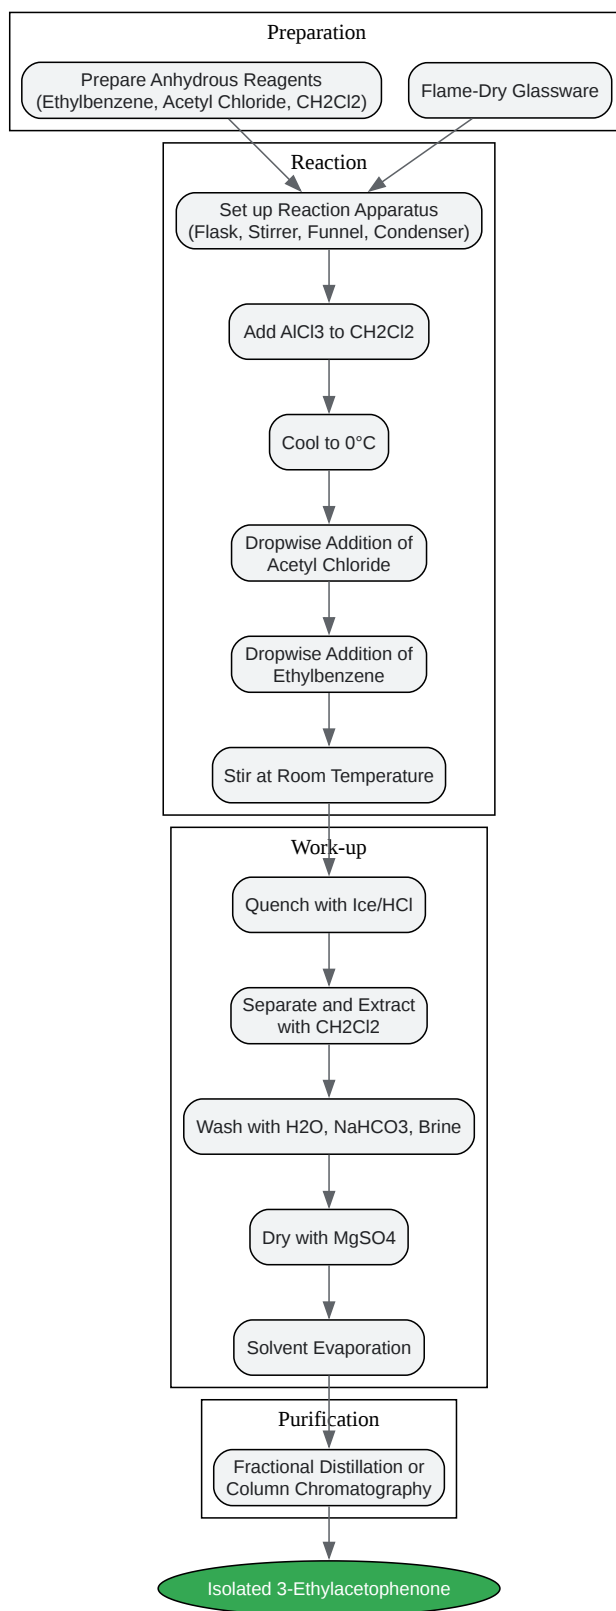 Preparation
Prepare Anhydrous Reagents
(Ethylbenzene, Acetyl Chloride, CH2Cl2)
Flame-Dry Glassware
Reaction
Set up Reaction Apparatus
(Flask, Stirrer, Funnel, Condenser)
Add AlCl3 to CH2Cl2
Cool to 0°C
Dropwise Addition of
Acetyl Chloride
Dropwise Addition of
Ethylbenzene
Stir at Room Temperature
Work-up
Quench with Ice/HCl
Separate and Extract
with CH2Cl2
Wash with H2O, NaHCO3, Brine
Dry with MgSO4
Solvent Evaporation
Purification
Fractional Distillation or
Column Chromatography
Isolated 3-Ethylacetophenone